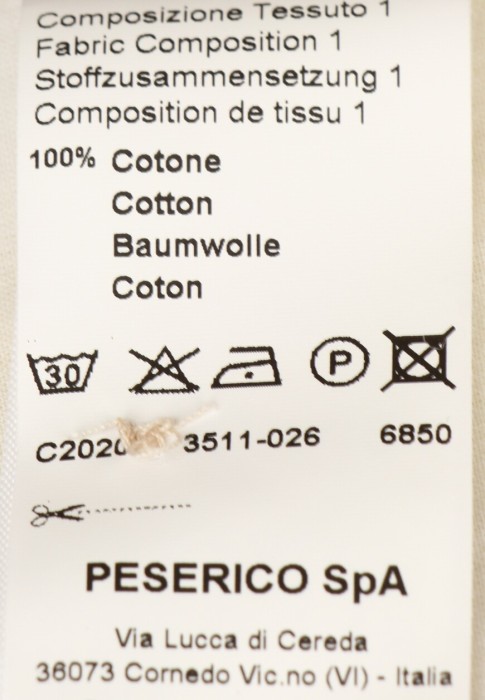 Composizione Tessuto 1
Fabric Composition 1
Stoffzusammensetzung 1
Composition de tissu 1
100% Cotone
Cotton
Baumwolle
Coton
30 P
3511-026 6850
PESERICO SpA
Via Lucca di Cereda
36073 Cornedo Vic.no (VI) - Italia